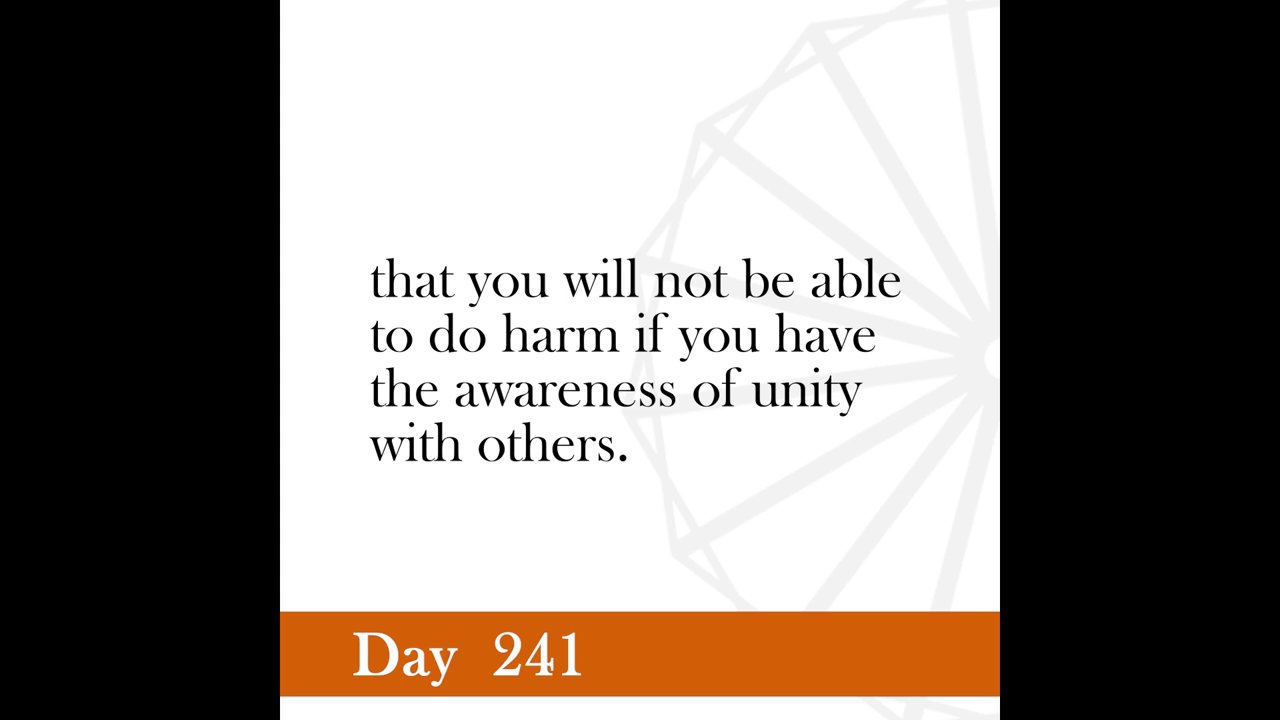 that you will not be able
to do harm if you have
the awareness of unity
with others.
Day 241